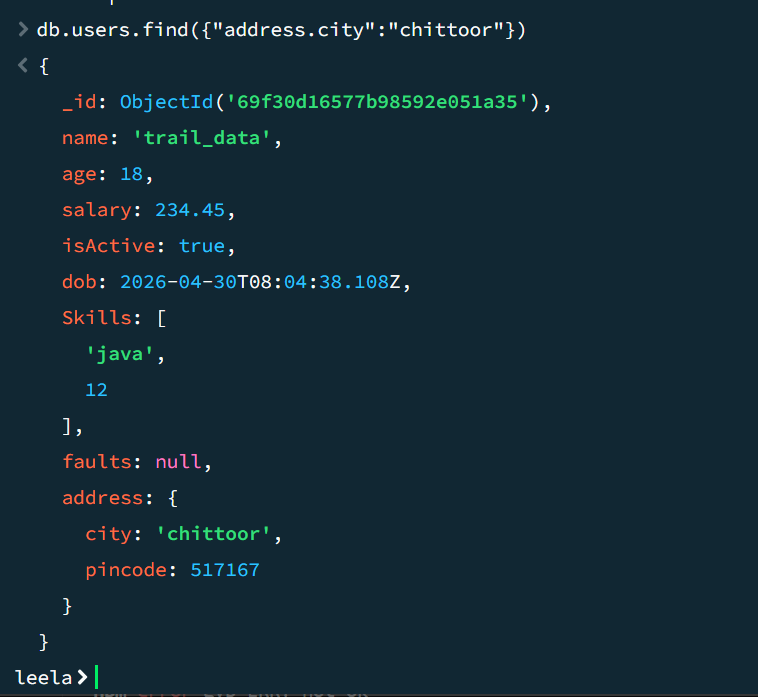 db.users.find({"address.city":"chittoor"})
{
_id: ObjectId('69f30d16577b98592e051a35'),
name: 'trail_data',
age: 18,
salary: 234.45,
isActive: true,
dob: 2026-04-30T08:04:38.108Z,
Skills: [
'java',
12
],
faults: null,
address: {
city: 'chittoor',
pincode: 517167
}
}
leela>